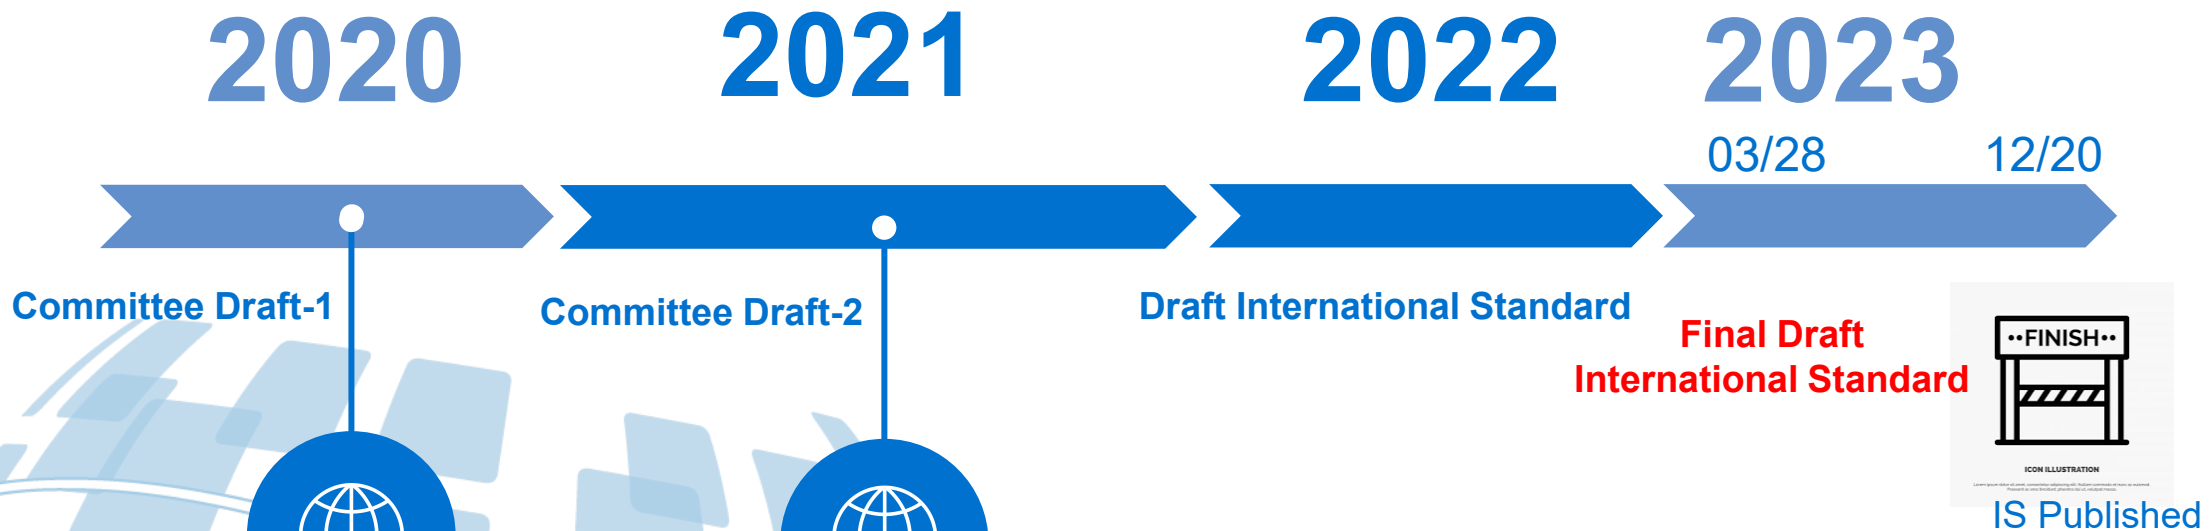 2020
2021
2022
2023
03/28
12/20
Committee Draft-1
Committee Draft-2
Draft International Standard
Final Draft
International Standard
••FINISH••
ICON ILLUSTRATION
IS Published